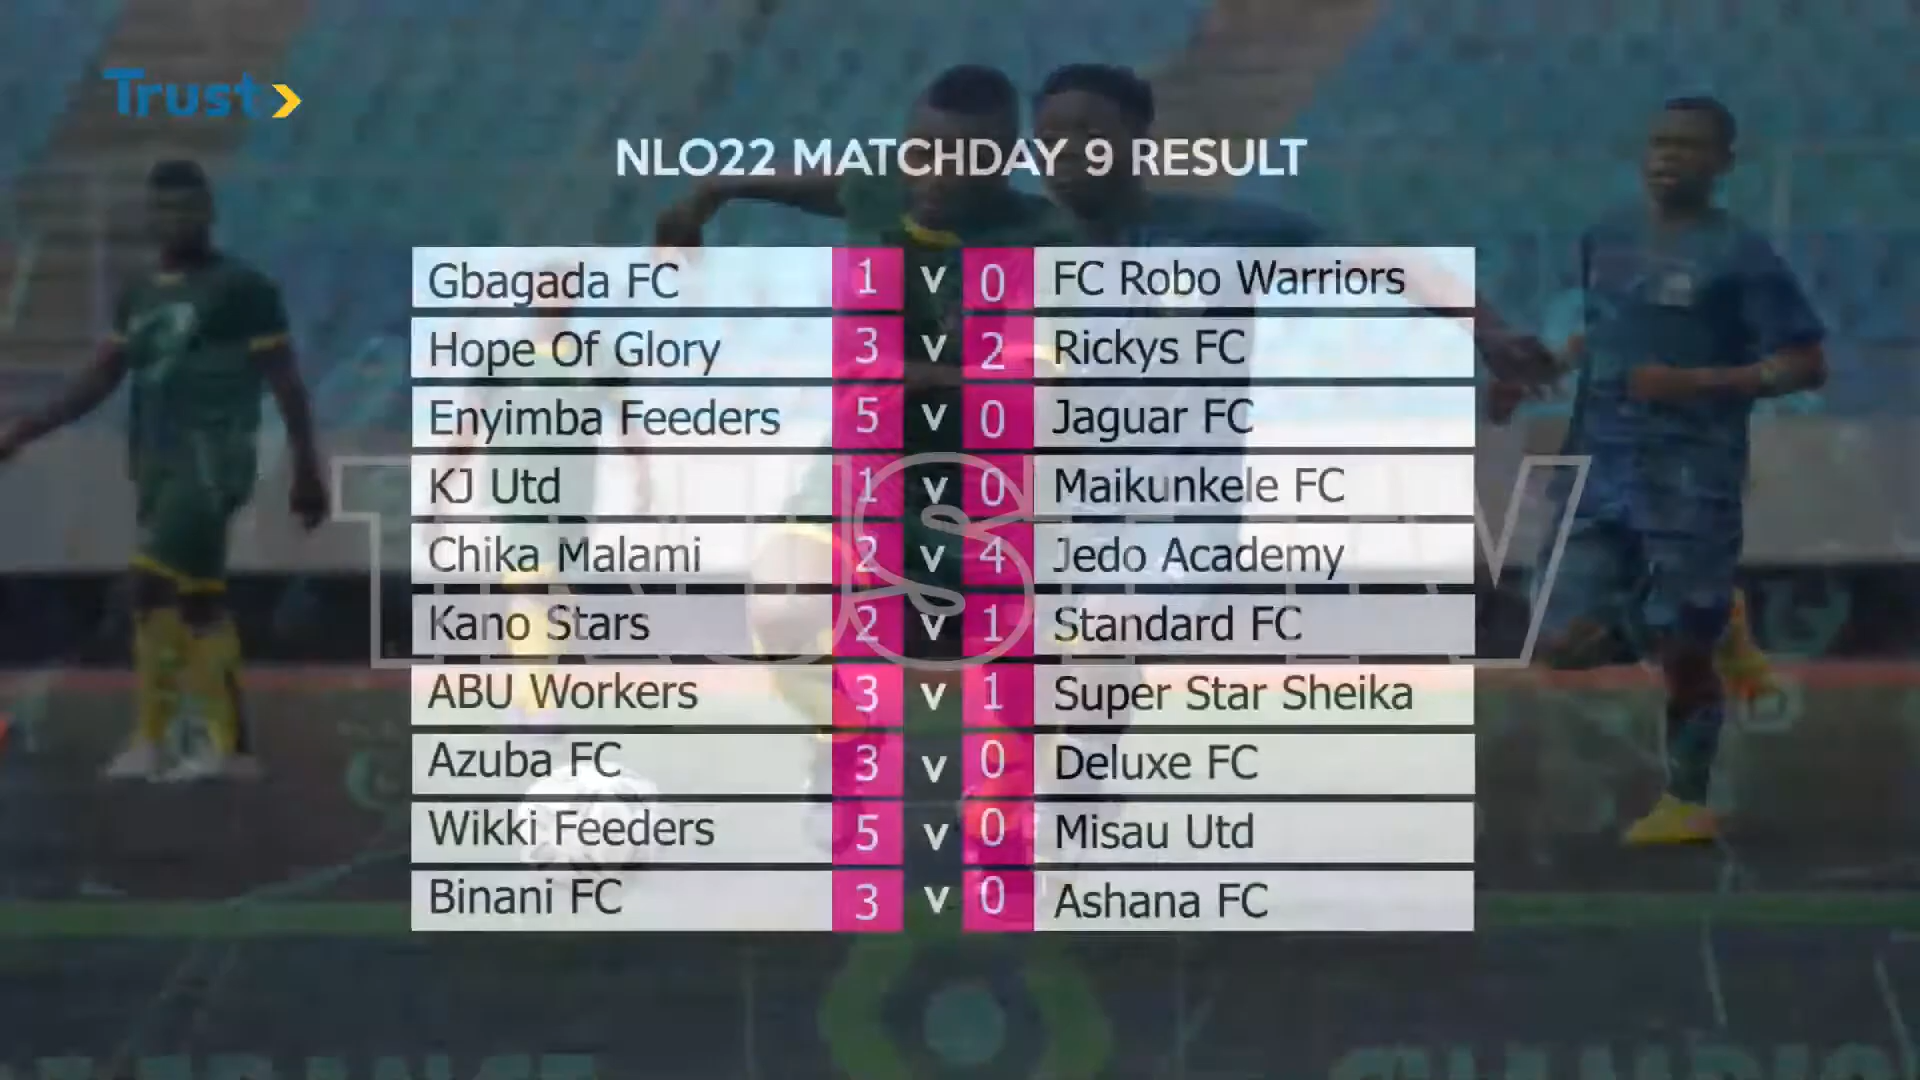 Trust
NLO22 MATCHDAY 9 RESULT
Gbagada FC 1 v 0 FC Robo Warriors
Hope Of Glory 3 v 2 Rickys FC
Enyimba Feeders 5 v 0 Jaguar FC
KJ Utd 1 v 0 Maikunkele FC
Chika Malami 2 v 4 Jedo Academy
Kano Stars 2 v 1 Standard FC
ABU Workers 3 v 1 Super Star Sheika
Azuba FC 3 v 0 Deluxe FC
Wikki Feeders 5 v 0 Misau Utd
Binani FC 3 v 0 Ashana FC
TRUST TV